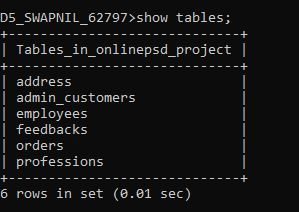 D5_SWAPNIL_62797>show tables;
+----------------------------+
| Tables_in_onlinepsd_project |
+----------------------------+
| address |
| admin_customers |
| employees |
| feedbacks |
| orders |
| professions |
+----------------------------+
6 rows in set (0.01 sec)